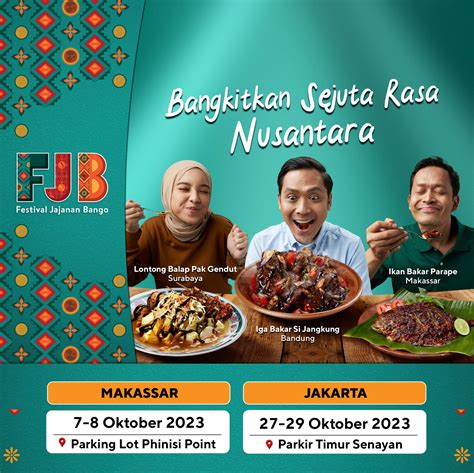 Bangkitkan Sejuta Rasa
Nusantara
FJB
Festival Jajanan Bango
Lontong Balap Pak Gendut
Surabaya
Iga Bakar Si Jangkung
Bandung
Ikan Bakar Parape
Makassar
MAKASSAR
7-8 Oktober 2023
Parking Lot Phinisi Point
JAKARTA
27-29 Oktober 2023
Parkir Timur Senayan